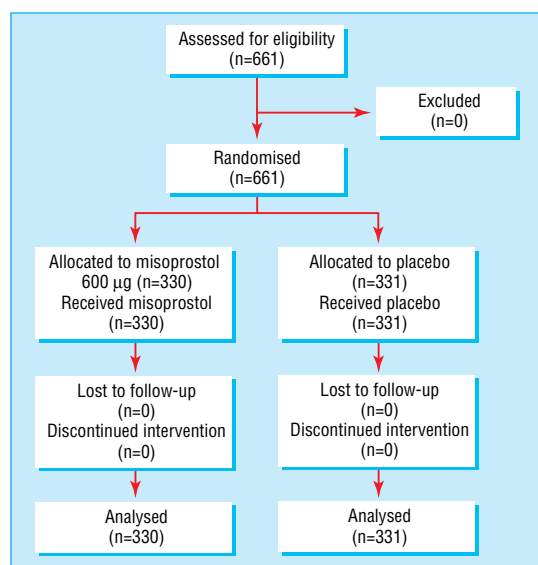 Assessed for eligibility
(n=661)
Excluded
(n=0)
Randomised
(n=661)
Allocated to misoprostol
600 μg (n=330)
Received misoprostol
(n=330)
Allocated to placebo
(n=331)
Received placebo
(n=331)
Lost to follow-up
(n=0)
Discontinued intervention
(n=0)
Lost to follow-up
(n=0)
Discontinued intervention
(n=0)
Analysed
(n=330)
Analysed
(n=331)